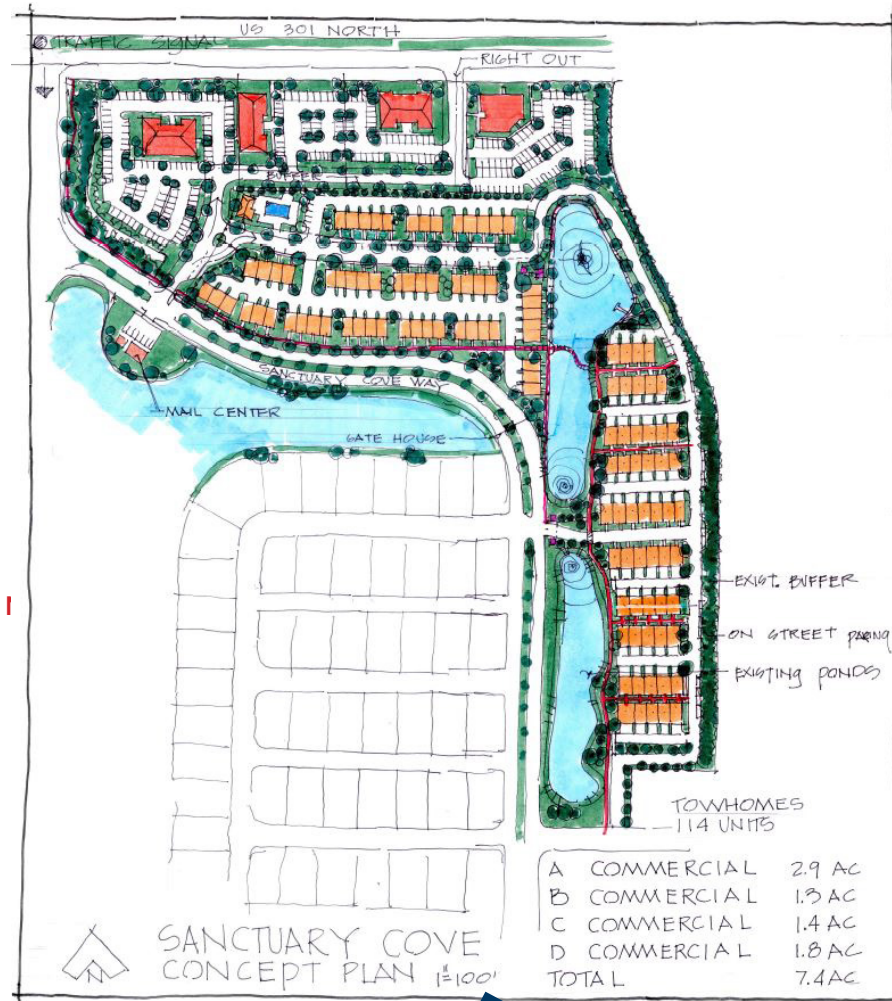 US 301 NORTH
TRAFFIC SIGNAL
RIGHT OUT
BUFFER
SANCTUARY COVE WAY
MAIL CENTER
GATE HOUSE
EXIST. BUFFER
ON STREET
EXISTING PONDS
TOWHOMES
114 UNITS
A COMMERCIAL 2.9 AC
B COMMERCIAL 1.3 AC
C COMMERCIAL 1.4 AC
D COMMERCIAL 1.8 AC
TOTAL 7.4 AC
SANCTUARY COVE
CONCEPT PLAN 1"=100'
N